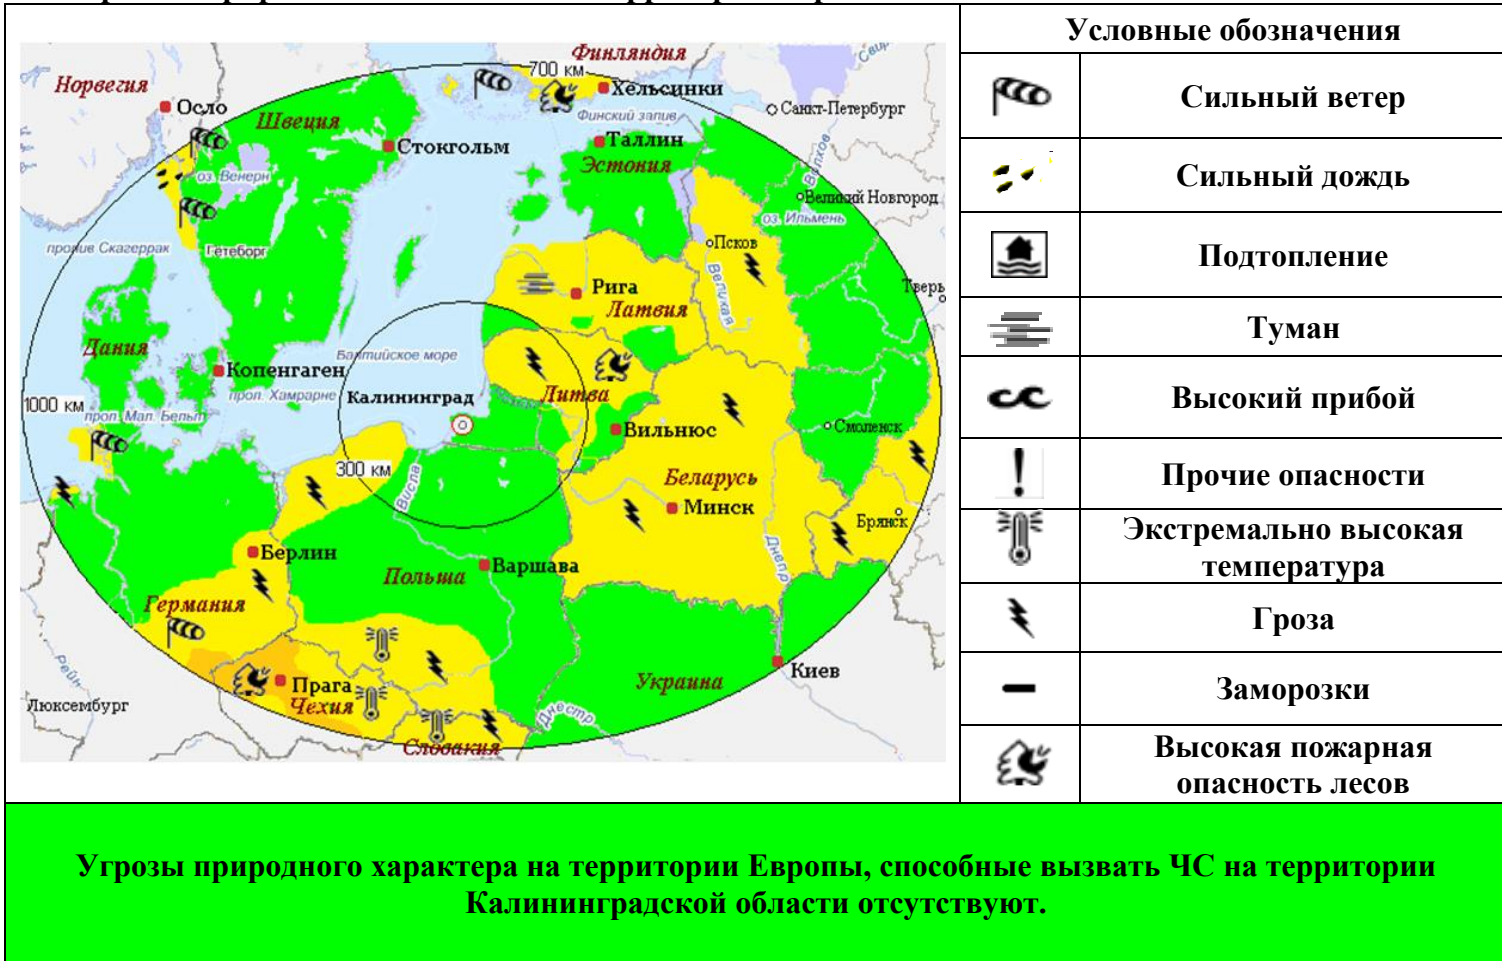 Условные обозначения
Сильный ветер
Сильный дождь
Подтопление
Туман
Высокий прибой
Прочие опасности
Экстремально высокая
температура
Гроза
Заморозки
Высокая пожарная
опасность лесов
Финляндия
700 км
Норвегия
Хельсинки
Осло
Финский залив
Санкт-Петербург
Швеция
Стокгольм
Таллин
Эстония
Волхов
оз. Венерн
Великий Новгород
оз. Ильмень
пролив Скагеррак
Гётеборг
Псков
Великая
Рига
Тверь
Латвия
Дания
Балтийское море
Копенгаген
прол. Хамрарне
Калининград
Литва
1000 км
прол. Мал. Бельт
Вильнюс
Смоленск
300 км
Висла
Беларусь
Минск
Брянск
Берлин
Варшава
Днепр
Польша
Германия
Рейн
Прага
Чехия
Украина
Киев
Люксембург
Днестр
Словакия
Угрозы природного характера на территории Европы, способные вызвать ЧС на территории
Калининградской области отсутствуют.